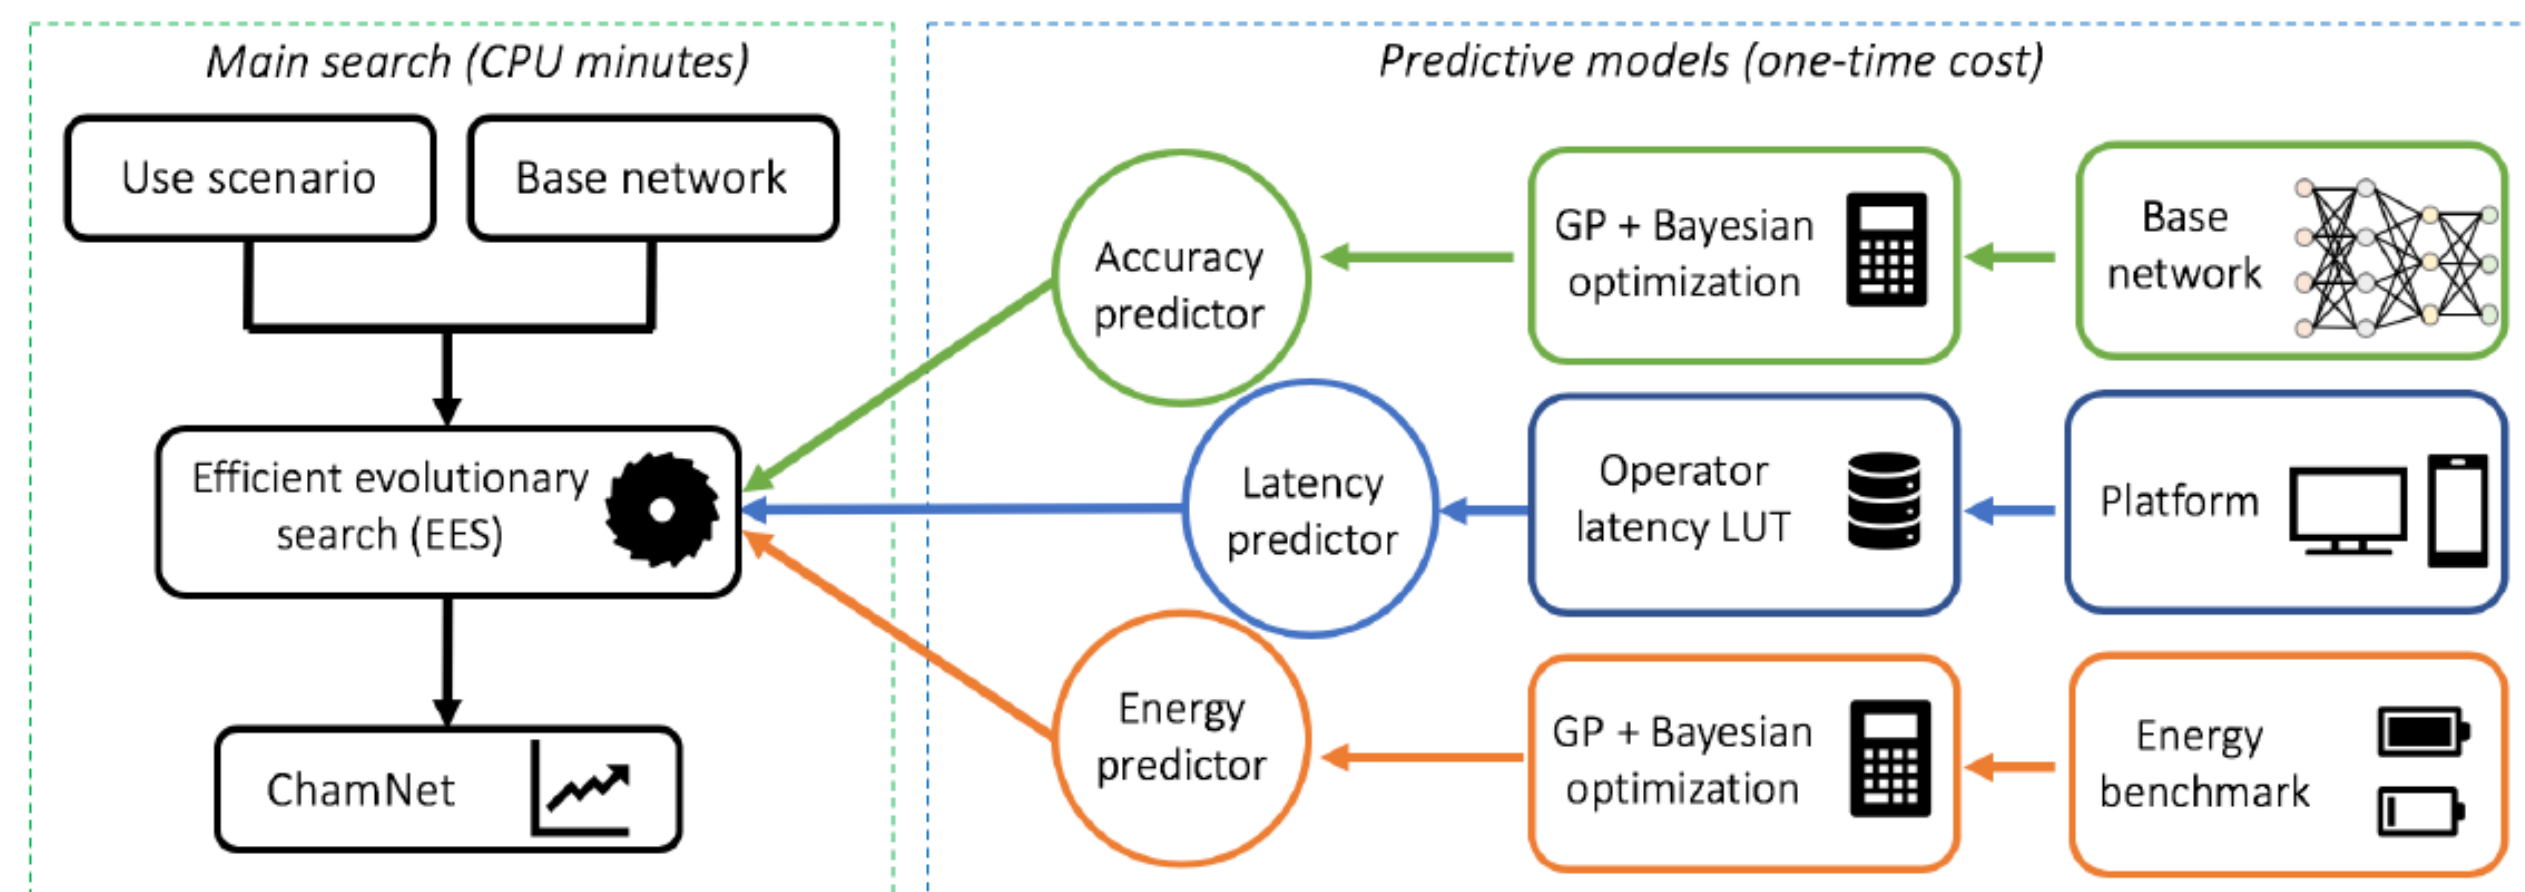 Main search (CPU minutes)
Use scenario
Base network
Efficient evolutionary
search (EES)
ChamNet
Predictive models (one-time cost)
Accuracy
predictor
GP + Bayesian
optimization
Base
network
Latency
predictor
Operator
latency LUT
Platform
Energy
predictor
GP + Bayesian
optimization
Energy
benchmark